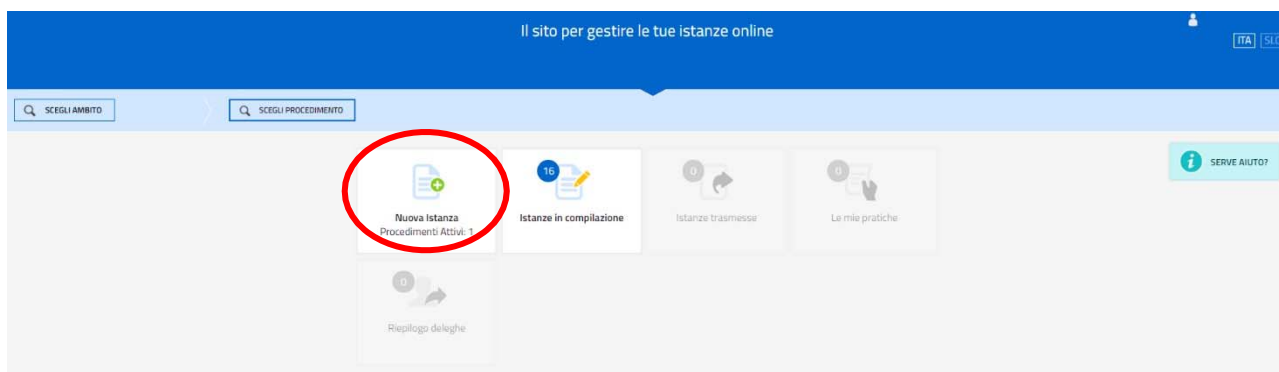 Il sito per gestire le tue istanze online
ITA
SCEGLI AMBITO
SCEGLI PROCEDIMENTO
SERVE AIUTO?
Nuova Istanza
Procedimenti Attivi: 1
16
Istanze in compilazione
0
Istanze trasmesse
0
Le mie pratiche
0
Riepilogo deleghe